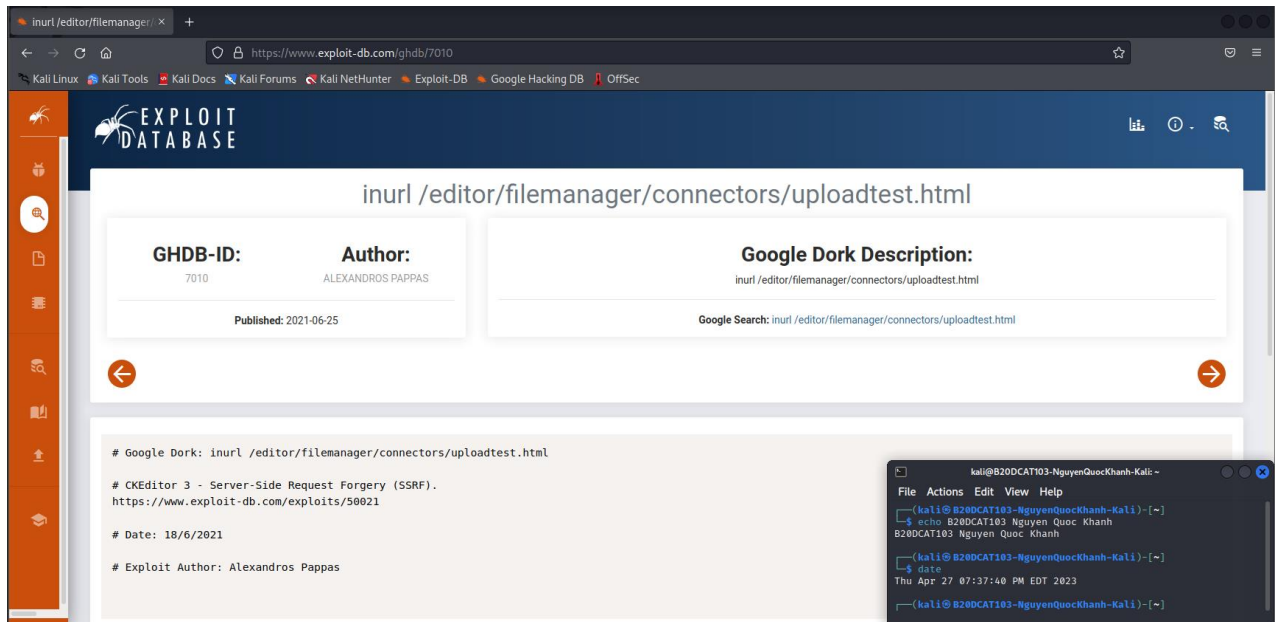 inurl /editor/filemanager/
https://www.exploit-db.com/ghdb/7010
Kali Linux Kali Tools Kali Docs Kali Forums Kali NetHunter Exploit-DB Google Hacking DB OffSec
EXPLOIT
DATABASE
inurl /editor/filemanager/connectors/uploadtest.html
GHDB-ID:
7010
Author:
ALEXANDROS PAPPAS
Published: 2021-06-25
Google Dork Description:
inurl /editor/filemanager/connectors/uploadtest.html
Google Search: inurl /editor/filemanager/connectors/uploadtest.html
# Google Dork: inurl /editor/filemanager/connectors/uploadtest.html
# CKEditor 3 - Server-Side Request Forgery (SSRF).
https://www.exploit-db.com/exploits/50021
# Date: 18/6/2021
# Exploit Author: Alexandros Pappas
kali@B20DCAT103-NguyenQuocKhanh-Kali: ~
File Actions Edit View Help
(kali㉿B20DCAT103-NguyenQuocKhanh-Kali)-[~]
$ echo B20DCAT103 Nguyen Quoc Khanh
B20DCAT103 Nguyen Quoc Khanh
(kali㉿B20DCAT103-NguyenQuocKhanh-Kali)-[~]
$ date
Thu Apr 27 07:37:40 PM EDT 2023
(kali㉿B20DCAT103-NguyenQuocKhanh-Kali)-[~]